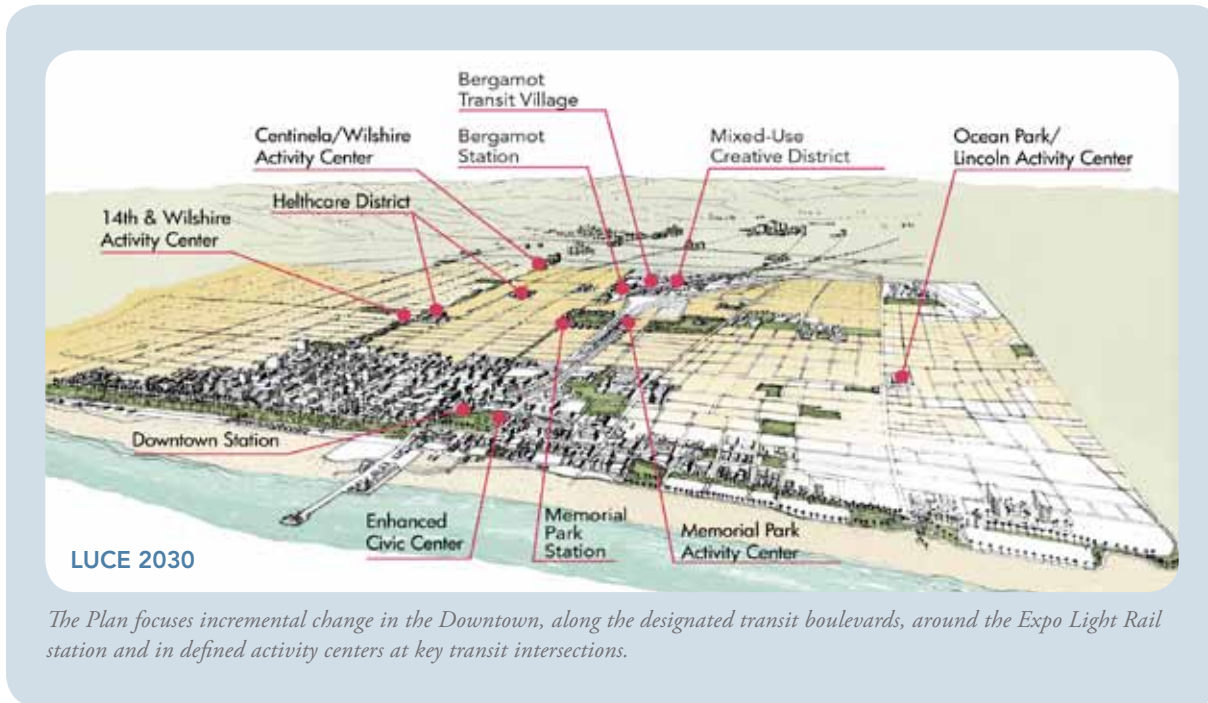 Bergamot
Transit Village
Centinela/Wilshire
Activity Center
Bergamot
Station
Mixed-Use
Creative District
Ocean Park/
Lincoln Activity Center
Helthcare District
14th & Wilshire
Activity Center
Downtown Station
Enhanced
Civic Center
Memorial
Park
Station
Memorial Park
Activity Center
LUCE 2030
The Plan focuses incremental change in the Downtown, along the designated transit boulevards, around the Expo Light Rail
station and in defined activity centers at key transit intersections.